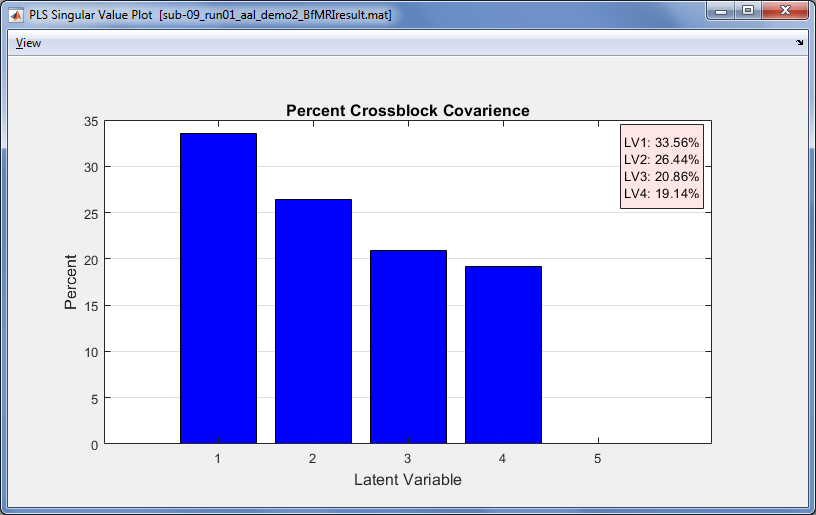 PLS Singular Value Plot [sub-09_run01_aal_demo2_BfMRIresult.mat]
View
Percent Crossblock Covarience
35
30
25
20
15
10
5
0
Percent
LV1: 33.56%
LV2: 26.44%
LV3: 20.86%
LV4: 19.14%
1 2 3 4 5
Latent Variable